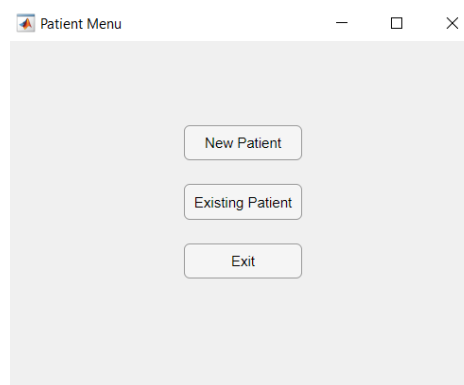 Patient Menu
New Patient
Existing Patient
Exit